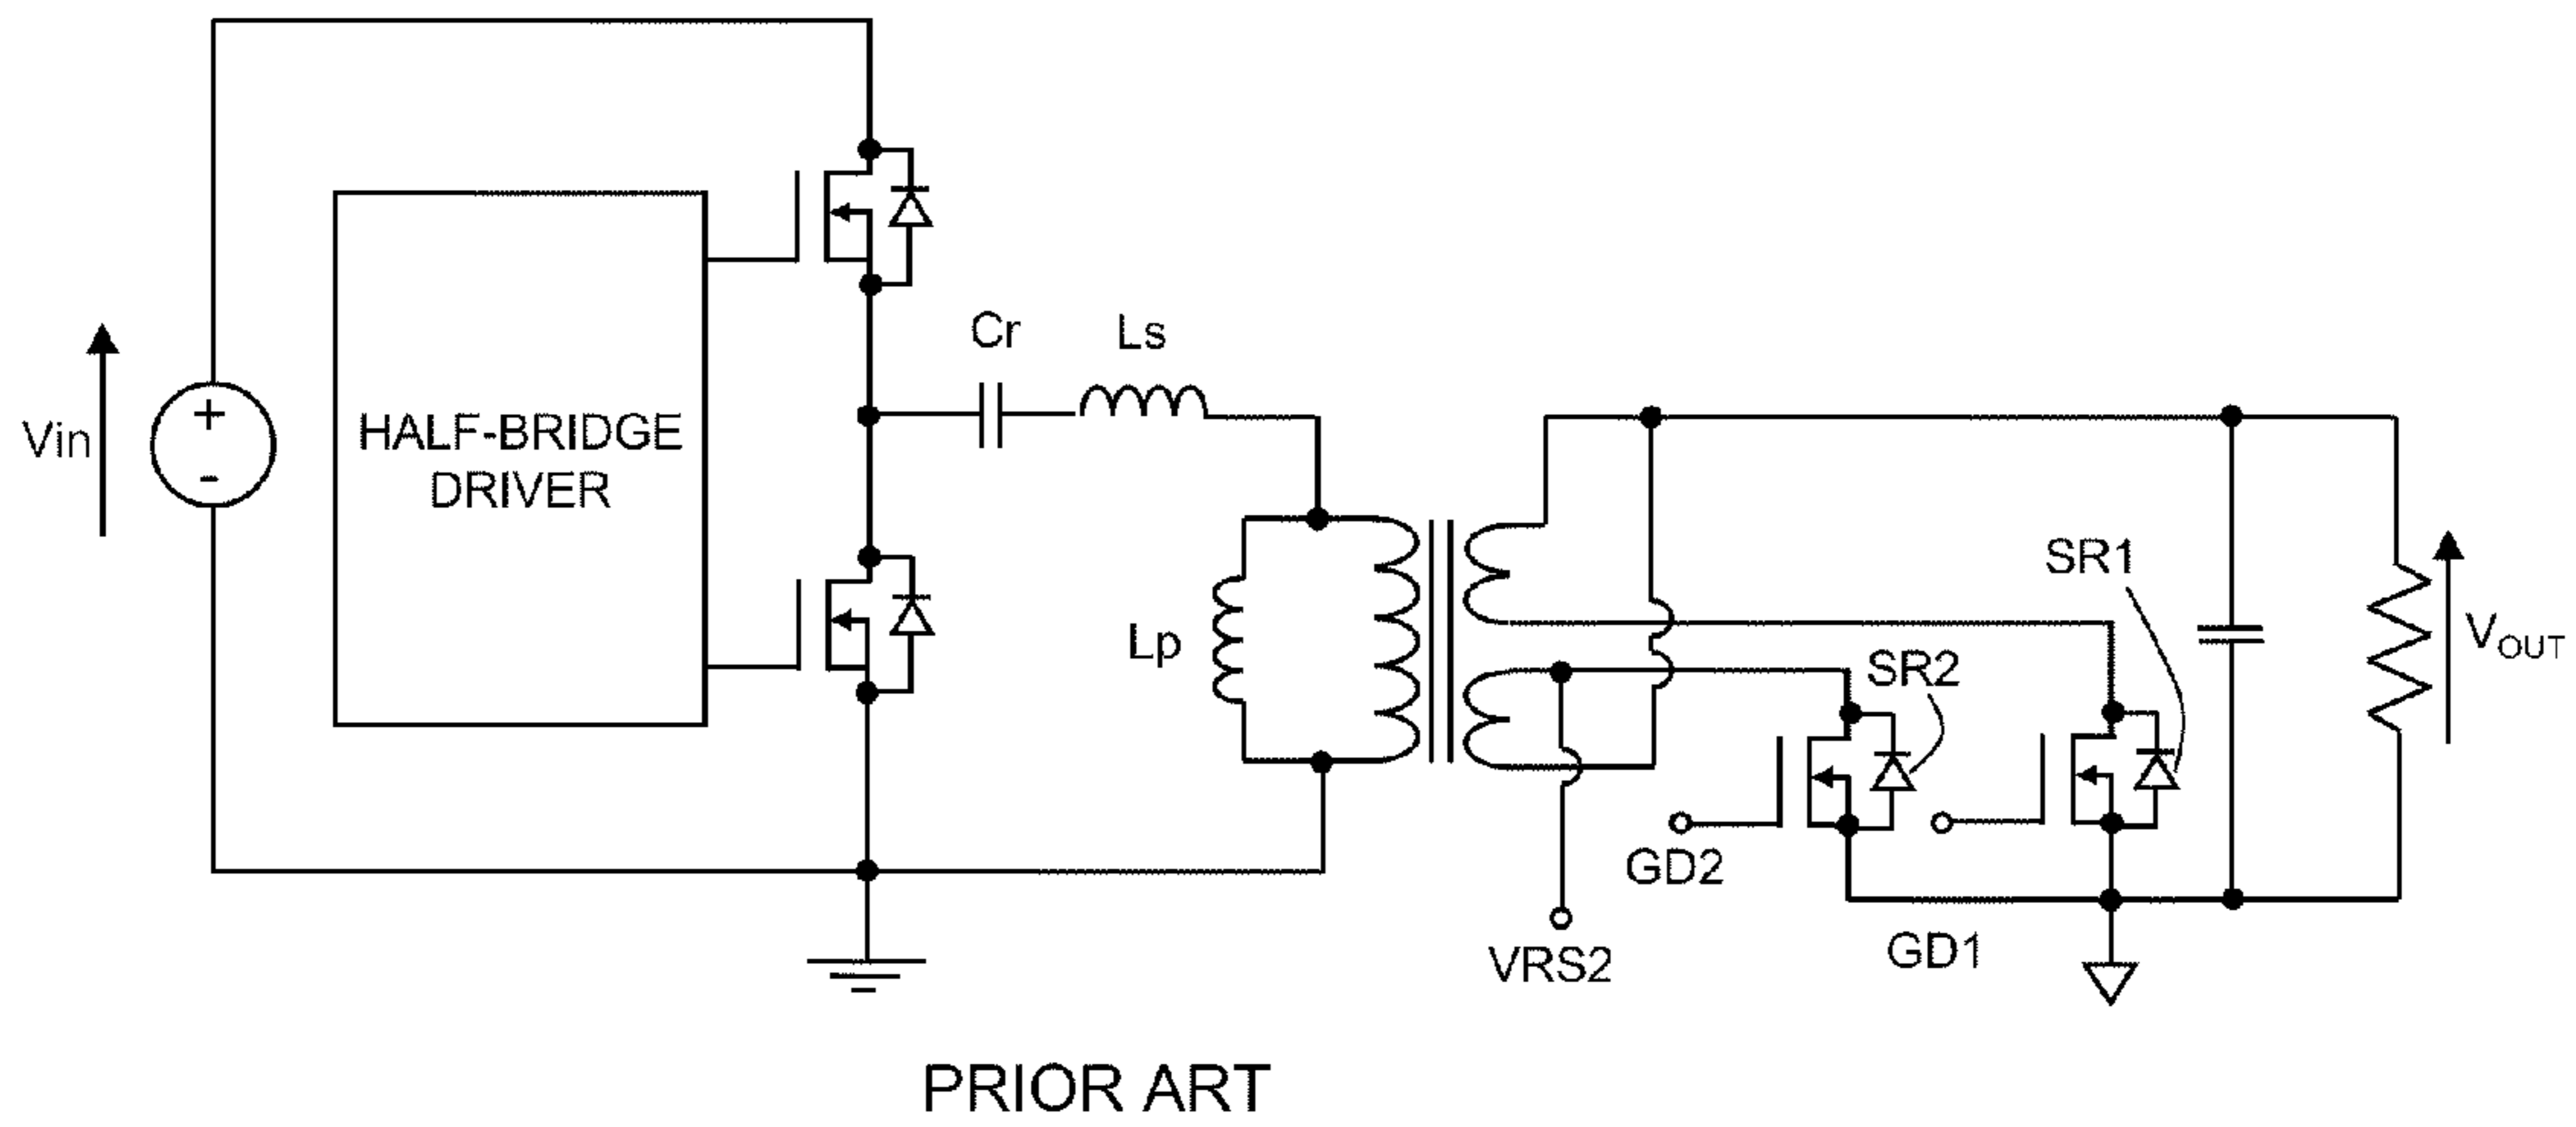 Cr
Ls
+
Vin
HALF-BRIDGE
DRIVER
-
SR1
Lp
SR2
VOUT
GD2
GD1
VRS2
PRIOR ART